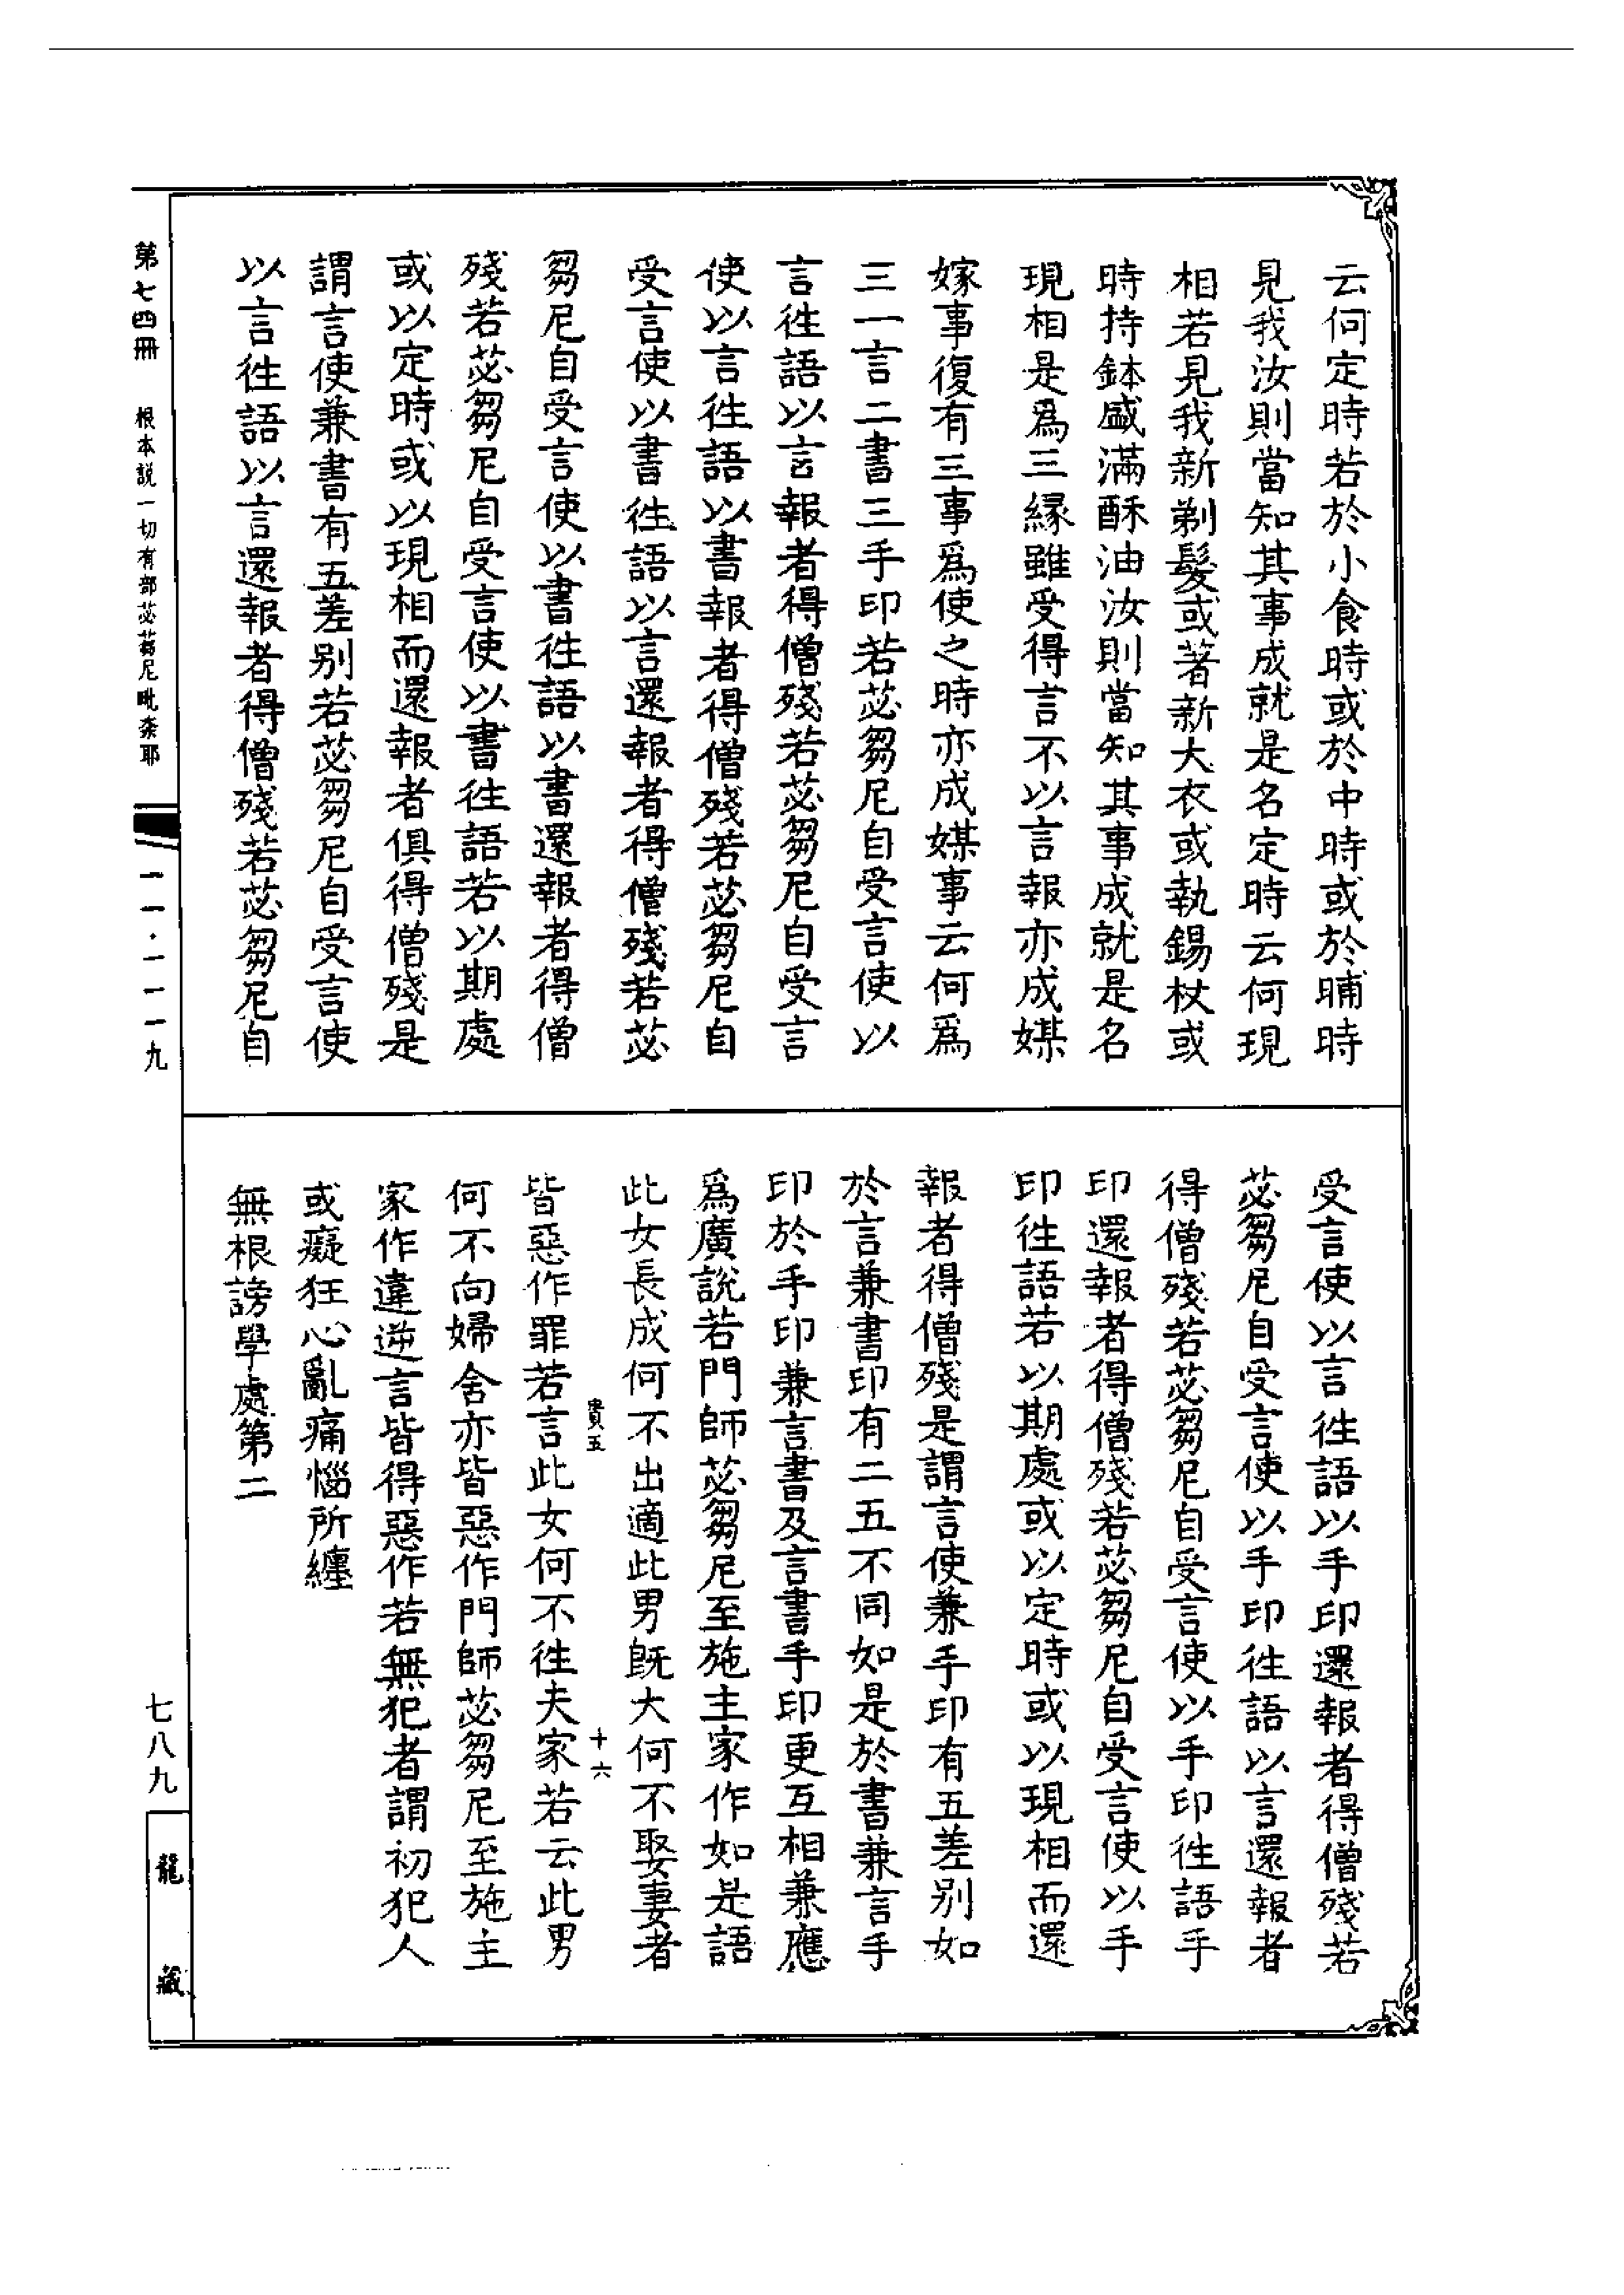 云何定時若於小食時或於中時或於晡時
見我汝則當知其事成就是名定時云何現
相若見我新剃髮或著新大衣或執錫杖或
時持鉢盛滿酥油汝則當知其事成就是名
現相是爲三緣雖受得言不以言報亦成媒
嫁事復有三事爲使之時亦成媒事云何爲
三一言二書三手印若苾芻尼自受言使以
言徃語以言報者得僧殘若苾芻尼自受言
使以言徃語以書報者得僧殘若苾芻尼自
受言使以書徃語以言還報者得僧殘若苾
芻尼自受言使以書徃語以書還報者得僧
殘若苾芻尼自受言使以書徃語若以期處
或以定時或以現相而還報者俱得僧殘是
謂言使兼書有五差别若苾芻尼自受言使
以言徃語以言還報者得僧殘若苾芻尼自
受言使以言徃語以手印還報者得僧殘若
苾芻尼自受言使以手印徃語以言還報者
得僧殘若苾芻尼自受言使以手印徃語手
印還報者得僧殘若苾芻尼自受言使以手
印徃語若以期處或以定時或以現相而還
報者得僧殘是謂言使兼手印有五差别如
於言兼書印有二五不同如是於書兼言手
印於手印兼言書及言書手印更互相兼應
爲廣說若門師苾芻尼至施主家作如是語
此女長成何不出適此男旣大何不娶妻者
貴五
十六
皆惡作罪若言此女何不徃夫家若云此男
何不向婦舍亦皆惡作門師苾芻尼至施主
家作違逆言皆得惡作若無犯者謂初犯人
或癡狂心亂痛惱所纏
無根謗學處第二
第七四冊 根本説一切有部苾芻尼毗奈耶
一一·一一一九
七八九
龍藏